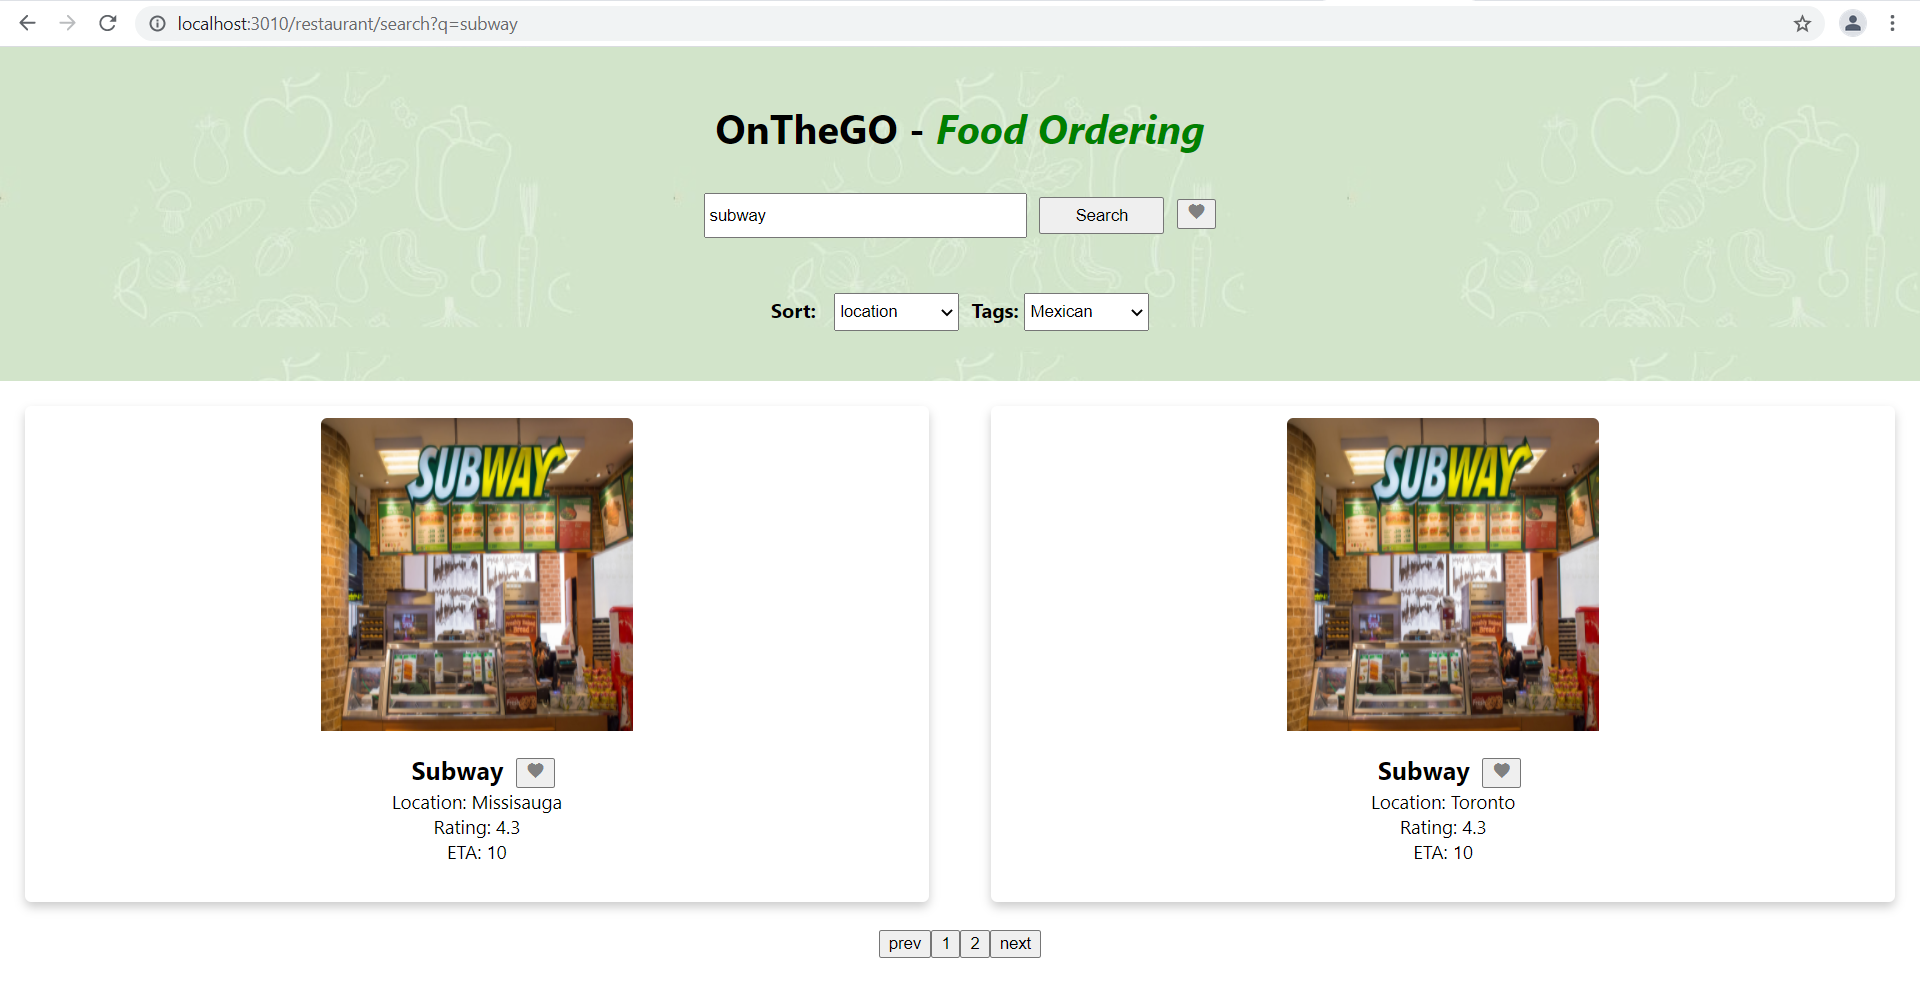 localhost:3010/restaurant/search?q=subway
OnTheGO - Food Ordering
subway Search
Sort: location Tags: Mexican
SUBWAY
SUBWAY
Subway
Location: Missisauga
Rating: 4.3
ETA: 10
Subway
Location: Toronto
Rating: 4.3
ETA: 10
prev 1 2 next